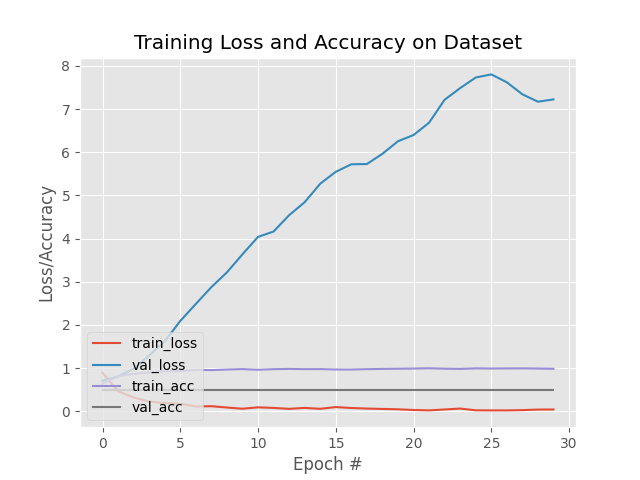 Training Loss and Accuracy on Dataset
Loss/Accuracy
8
7
6
5
4
3
2
1
0
train_loss
val_loss
train_acc
val_acc
0 5 10 15 20 25 30
Epoch #